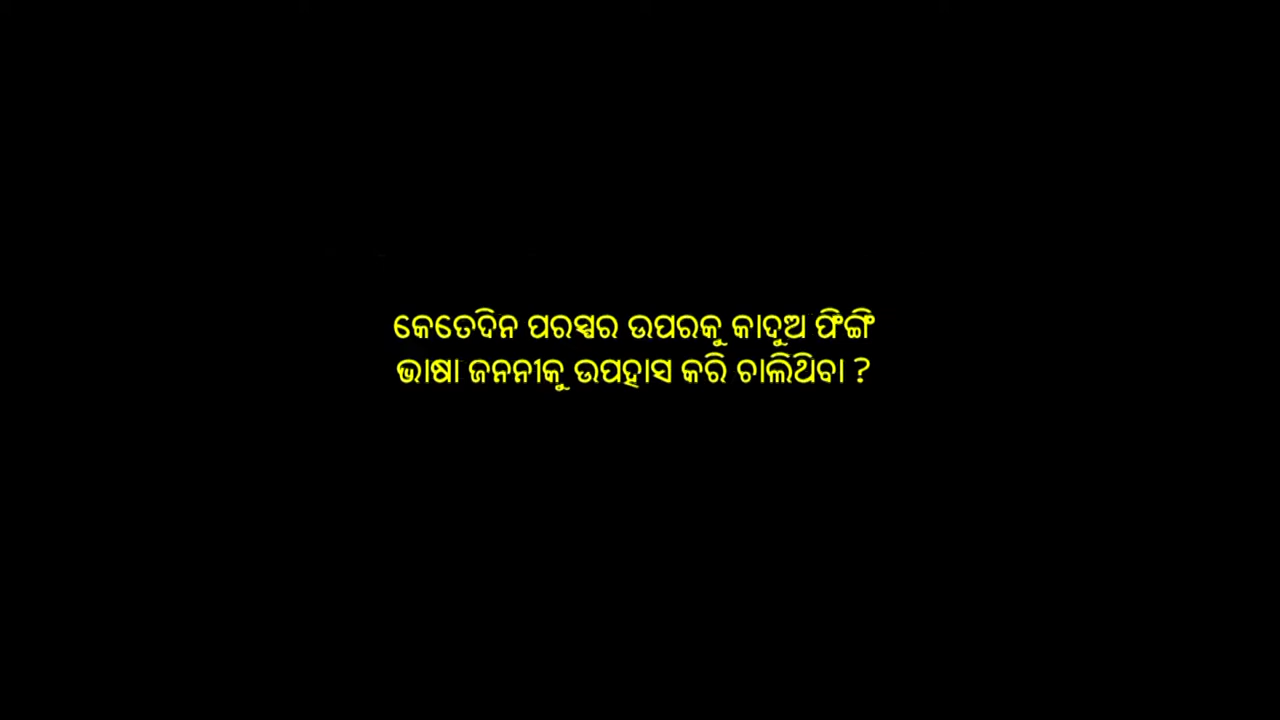 କେତେଦିନ ପରସ୍ପର ଉପରକୁ କାଦୁଅ ଫିଙ୍ଗି
ଭାଷା ଜନନୀକୁ ଉପହାସ କରି ଚାଲିଥିବା ?